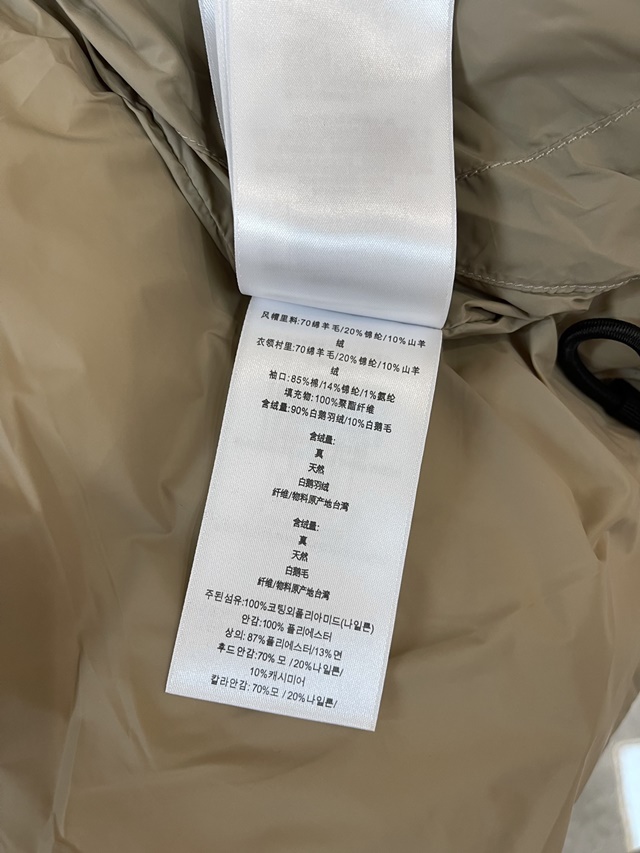 风帽里料:70绵羊毛/20%锦纶/10%山羊
绒
衣领村里:70绵羊毛/20%锦纶/10%山羊
绒
袖口:85%棉/14%锦纶/1%氨纶
填充物:100%聚酯纤维
含绒量:90%白鹅羽绒/10%白鹅毛
含绒量:
真
天然
白鹅羽绒
纤维/物料原产地台湾
含绒量:
真
天然
白鹅毛
纤维/物料原产地台湾
주된섬유:100%코팅외폴리아미드(나일론)
안감:100% 폴리에스터
상의: 87%폴리에스터/13%면
후드안감:70% 모 /20%나일론/
10%캐시미어
칼라안감: 70%모 /20%나일론/